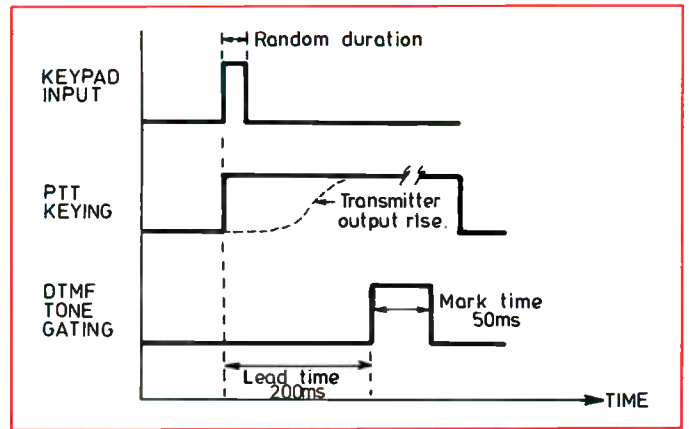 Random duration
KEYPAD
INPUT
PTT
KEYING
Transmitter
output rise.
DTMF
TONE
GATING
Mark time
50ms
Lead time
200ms
TIME